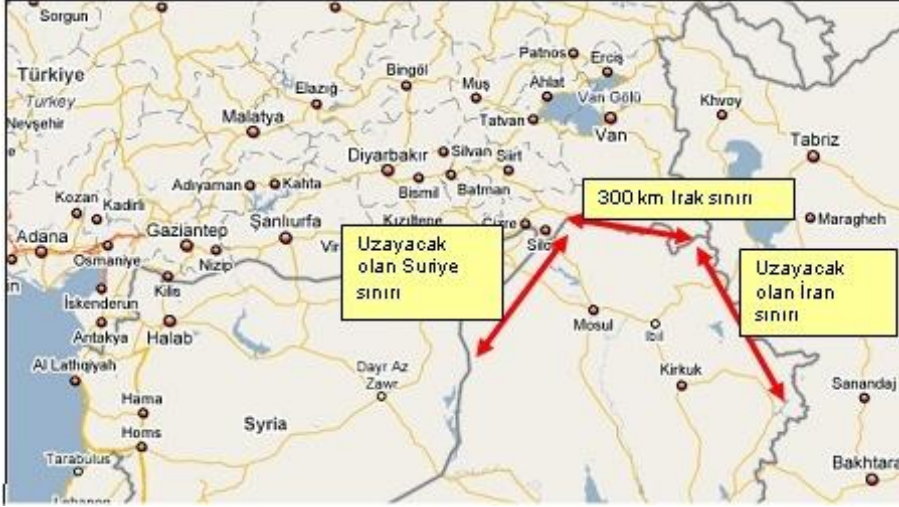 Sorgun
Patnos
Erciş
Türkiye
Turkey
Nevşehir
Elazığ
Bingöl
Muş
Ahlat
Van Gölü
Khvoy
Malatya
Tatvan
Van
Tabriz
Diyarbakır
Silvan
Siirt
Kozan
Kadirli
Adıyaman
Kahta
Bismil
Batman
300 km Irak sınırı
Adana
Gaziantep
Şanlıurfa
Kızıltepe
Cizre
Maragheh
Osmaniye
Nizip
Uzayacak
olan Suriye
sınırı
Uzayacak
olan İran
sınırı
İskenderun
Kilis
Antakya
Halab
Mosul
Al Lathqiyah
Dayr Az
Zawr
Kirkuk
Sanandaj
Hama
Syria
Homs
Tarabulus
Bakhtara
Lebanon